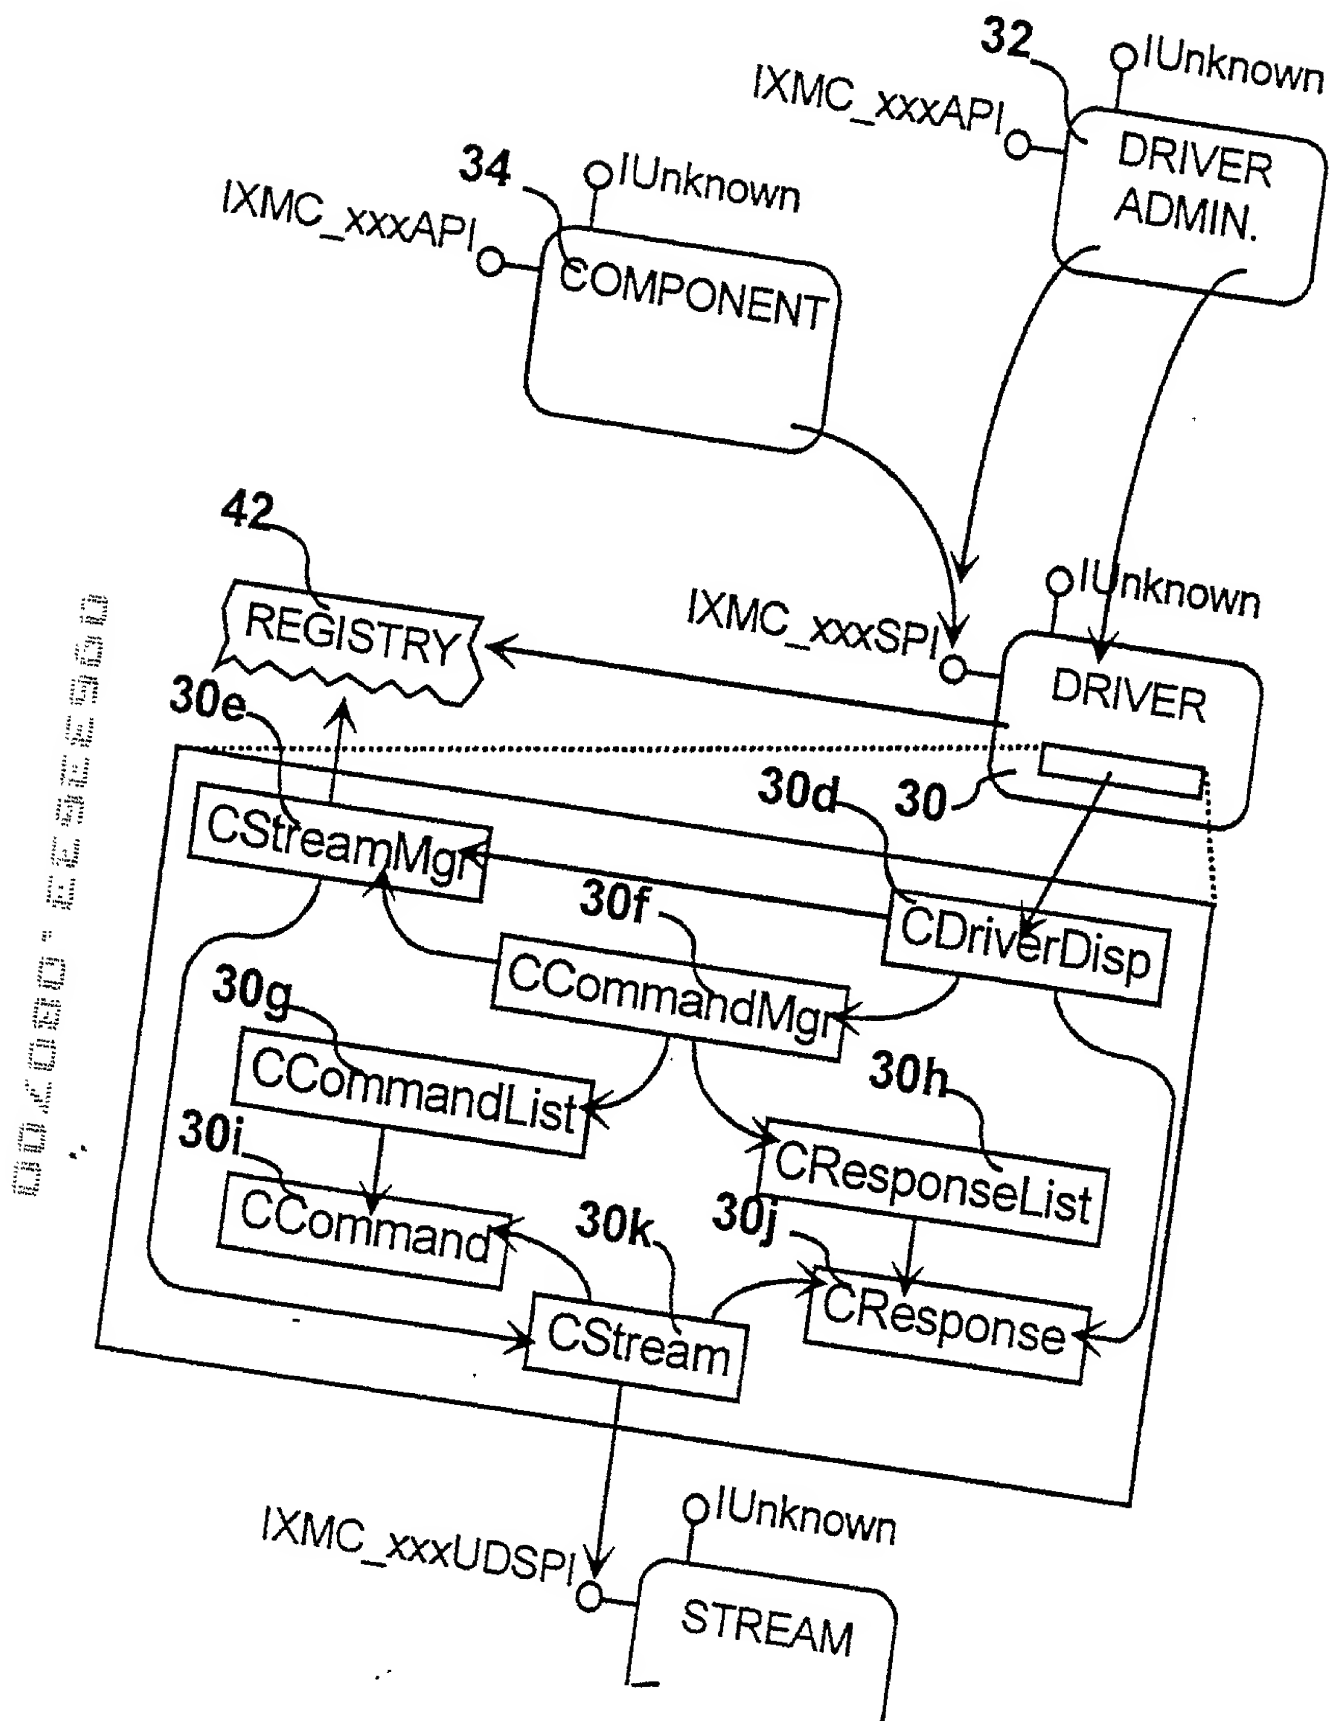 32
IUnknown
IXMC_xxxAPI
DRIVER
ADMIN.
34
IUnknown
IXMC_xxxAPI
COMPONENT
42
REGISTRY
IUnknown
IXMC_xxxSPI
DRIVER
30
30e
CStreamMgr
30d
CDriverDisp
30f
CCommandMgr
30g
CCommandList
30h
CResponseList
30i
CCommand
30k
CStream
30j
CResponse
IUnknown
IXMC_xxxUDSPI
STREAM